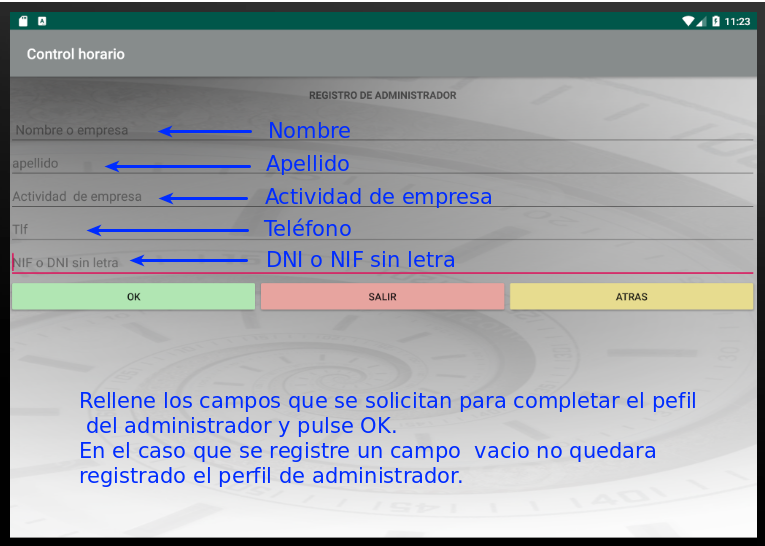 11:23
Control horario
REGISTRO DE ADMINISTRADOR
Nombre o empresa Nombre
apellido Apellido
Actividad de empresa Actividad de empresa
Tlf Teléfono
NIF o DNI sin letra DNI o NIF sin letra
OK SALIR ATRAS
Rellene los campos que se solicitan para completar el pefil
del administrador y pulse OK.
En el caso que se registre un campo vacio no quedara
registrado el perfil de administrador.